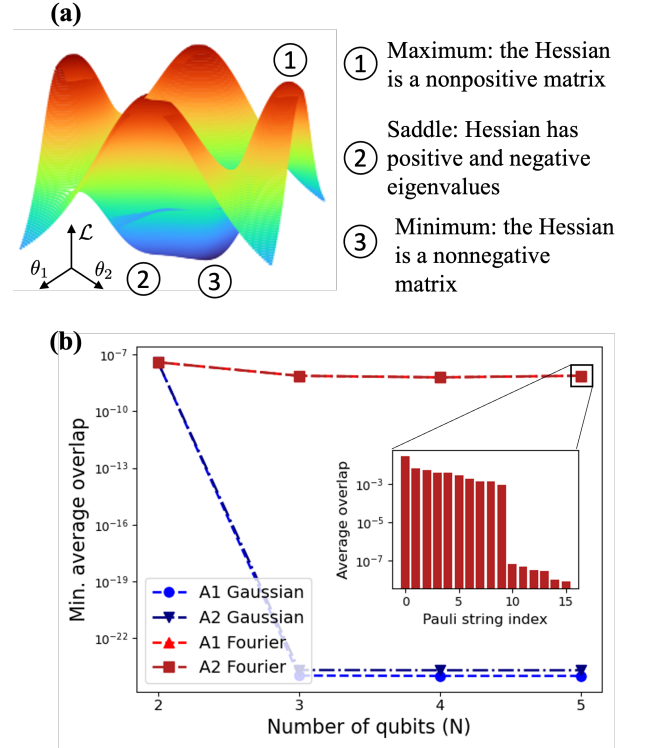 (a)
1
1
Maximum: the Hessian
is a nonpositive matrix
2
Saddle: Hessian has
positive and negative
eigenvalues
3
Minimum: the Hessian
is a nonnegative
matrix
ℒ
θ₁
θ₂
2
3
(b)
Min. average overlap
10⁻⁷
10⁻¹⁰
10⁻¹³
10⁻¹⁶
10⁻¹⁹
10⁻²²
Average overlap
10⁻³
10⁻⁵
10⁻⁷
0 5 10 15
Pauli string index
A1 Gaussian
A2 Gaussian
A1 Fourier
A2 Fourier
2 3 4 5
Number of qubits (N)